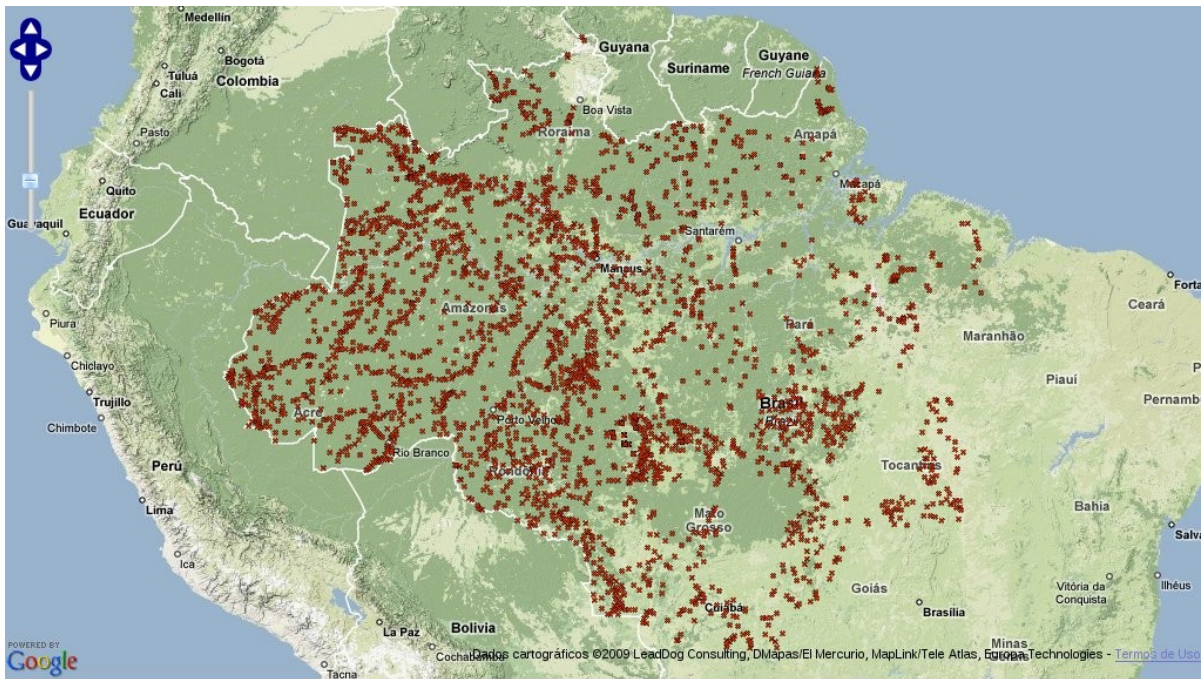 Medellín
Bogotá
Tuluá
Colombia
Cali
Pasto
Quito
Ecuador
Guayaquil
Guyana
Suriname
Guyane
French Guiana
Boa Vista
Roraima
Amapá
Macapá
Santarém
Manaus
Amazonas
Pará
Maranhão
Ceará
Forta
Piura
Chiclayo
Trujillo
Chimbote
Perú
Lima
Ica
Acre
Rio Branco
Porto Velho
Rondonia
Brasil
Brazil
Piauí
Pernamb
Tocantins
Bahia
Salva
Mato
Grosso
Goiás
Vitória da
Conquista
Ilhéus
Cuiabá
Brasília
Minas
Gerais
La Paz
Bolivia
Cochabamba
Tacna
POWERED BY
Google
Dados cartográficos ©2009 LeadDog Consulting, DMapas/El Mercurio, MapLink/Tele Atlas, Europa Technologies - Termos de Uso